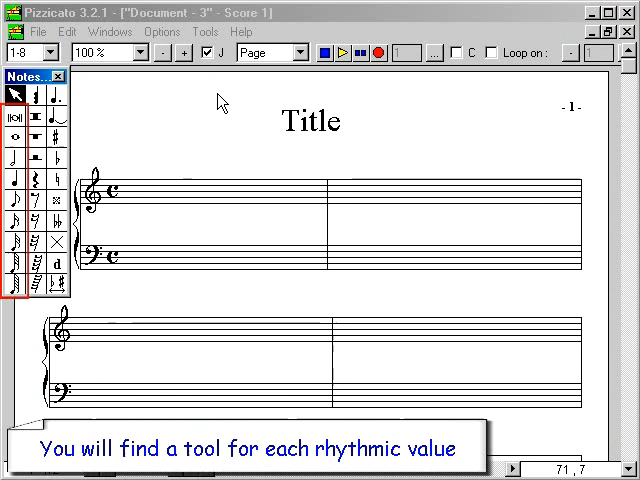 Pizzicato 3.2.1 - ["Document - 3" - Score 1]
File Edit Windows Options Tools Help
1-8 100 % - + J Page 1 ... C Loop on : - 1
Notes...
- 1 -
Title
You will find a tool for each rhythmic value
71 , 7